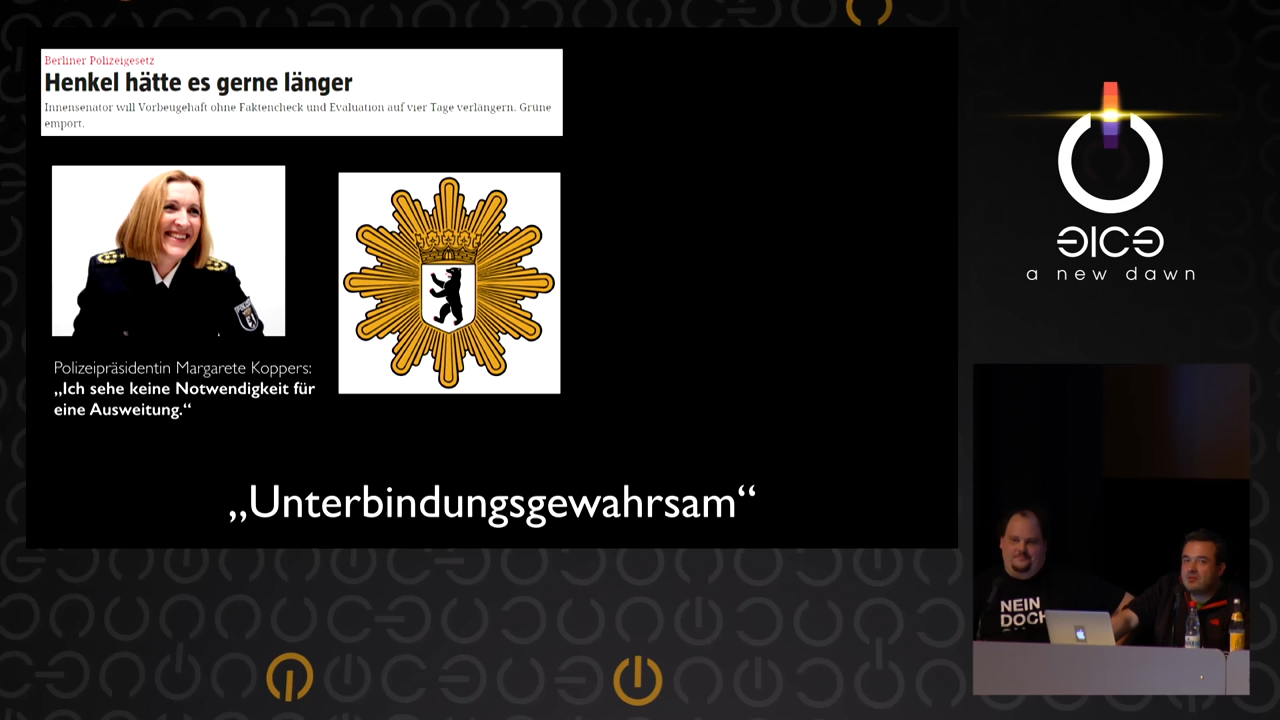 Berliner Polizeigesetz
Henkel hätte es gerne länger
Innensenator will Vorbeugehaft ohne Faktencheck und Evaluation auf vier Tage verlängern. Grüne
empört.
Polizeipräsidentin Margarete Koppers:
„Ich sehe keine Notwendigkeit für
eine Ausweitung.“
„Unterbindungsgewahrsam“
a new dawn
NEIN
DOCH